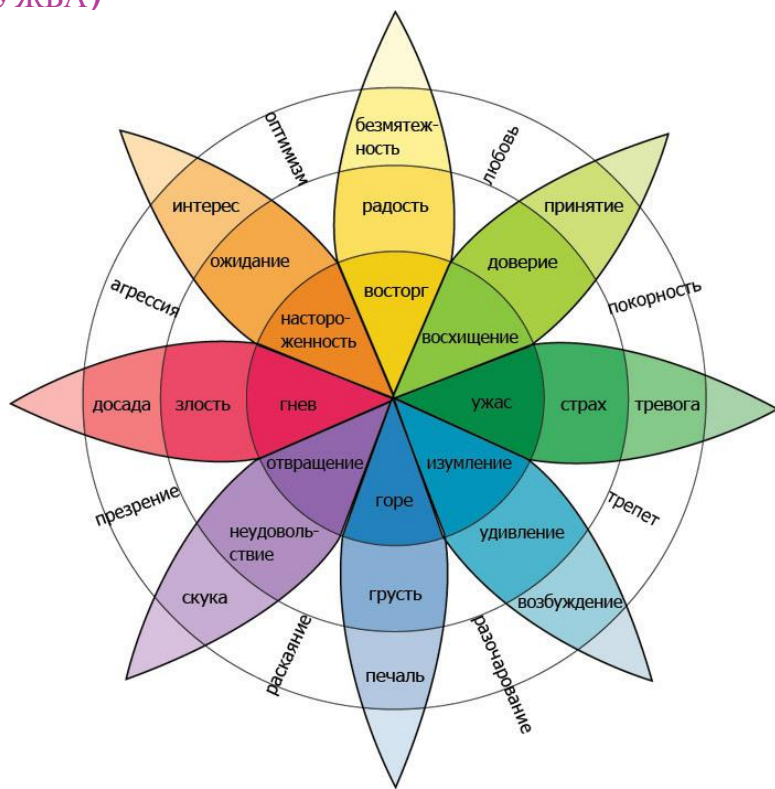 безмятеж-
ность
оптимизм
любовь
интерес
радость
принятие
ожидание
доверие
агрессия
восторг
покорность
насторо-
женность
восхищение
досада
злость
гнев
ужас
страх
тревога
отвращение
изумление
презрение
горе
трепет
неудоволь-
ствие
удивление
скука
грусть
возбуждение
раскаяние
печаль
разочарование